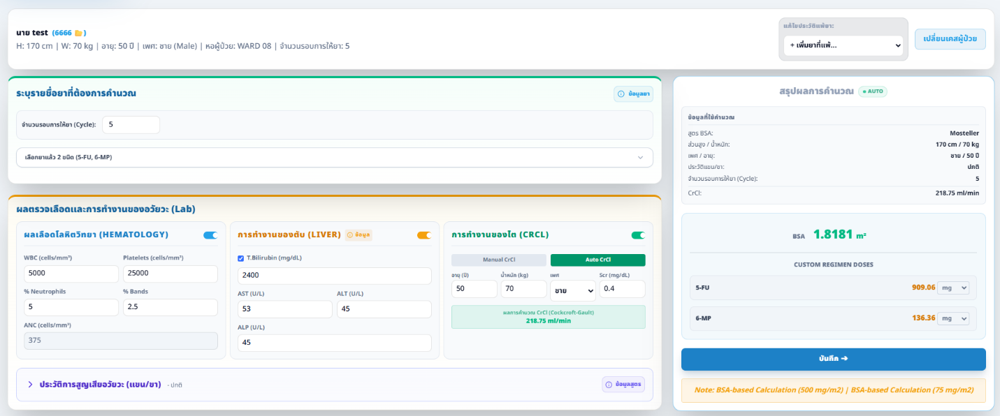 นาย test (6666 📁)
H: 170 cm | W: 70 kg | อายุ: 50 ปี | เพศ: ชาย (Male) | หอผู้ป่วย: WARD 08 | จำนวนรอบการให้ยา: 5
แก้ไขประวัติแพ้ยา:
+ เพิ่มยาที่แพ้...
เปลี่ยนเคสผู้ป่วย
ระบุรายชื่อยาที่ต้องการคำนวณ
ข้อมูลยา
จำนวนรอบการให้ยา (Cycle): 5
เลือกยาแล้ว 2 ชนิด (5-FU, 6-MP)
ผลตรวจเลือดและการทำงานของอวัยวะ (Lab)
ผลเลือดโลหิตวิทยา (HEMATOLOGY)
WBC (cells/mm³) Platelets (cells/mm³)
5000 25000
% Neutrophils % Bands
5 2.5
ANC (cells/mm³)
375
การทำงานของตับ (LIVER) ข้อมูล
T.Bilirubin (mg/dL)
2400
AST (U/L) ALT (U/L)
53 45
ALP (U/L)
45
การทำงานของไต (CRCL)
Manual CrCl Auto CrCl
อายุ (ปี) น้ำหนัก (kg) เพศ Scr (mg/dL)
50 70 ชาย 0.4
ผลการคำนวณ CrCl (Cockcroft-Gault)
218.75 ml/min
ประวัติการสูญเสียอวัยวะ (แขน/ขา) - ปกติ
ข้อมูลสูตร
สรุปผลการคำนวณ AUTO
ข้อมูลที่ใช้คำนวณ
สูตร BSA: Mosteller
ส่วนสูง / น้ำหนัก: 170 cm / 70 kg
เพศ / อายุ: ชาย / 50 ปี
ประวัติแขน/ขา: ปกติ
จำนวนรอบการให้ยา (Cycle): 5
CrCl: 218.75 ml/min
BSA 1.8181 m²
CUSTOM REGIMEN DOSES
5-FU 909.06 mg
6-MP 136.36 mg
บันทึก ➔
Note: BSA-based Calculation (500 mg/m2) | BSA-based Calculation (75 mg/m2)